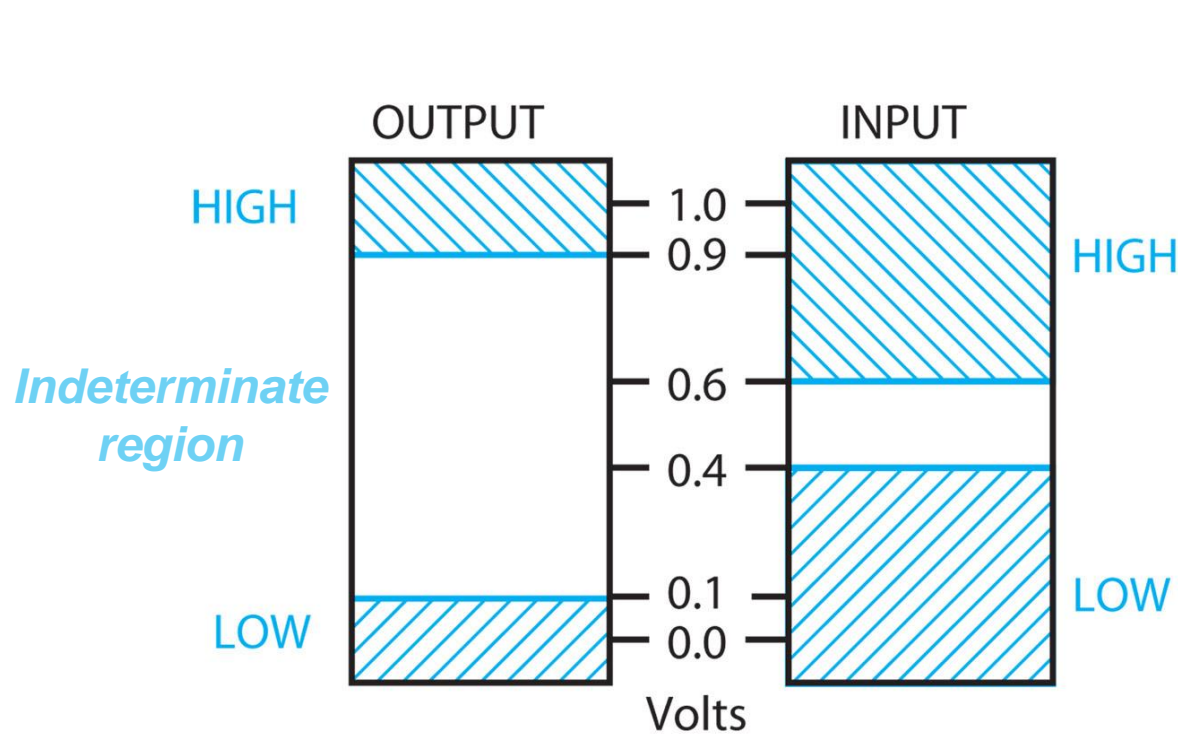 OUTPUT
INPUT
HIGH
1.0
0.9
HIGH
Indeterminate
region
0.6
0.4
0.1
LOW
LOW
0.0
Volts